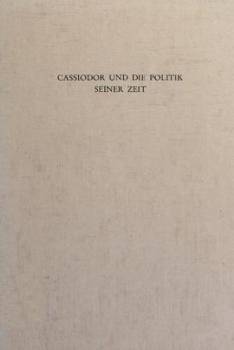 CASSIODOR UND DIE POLITIK
SEINER ZEIT